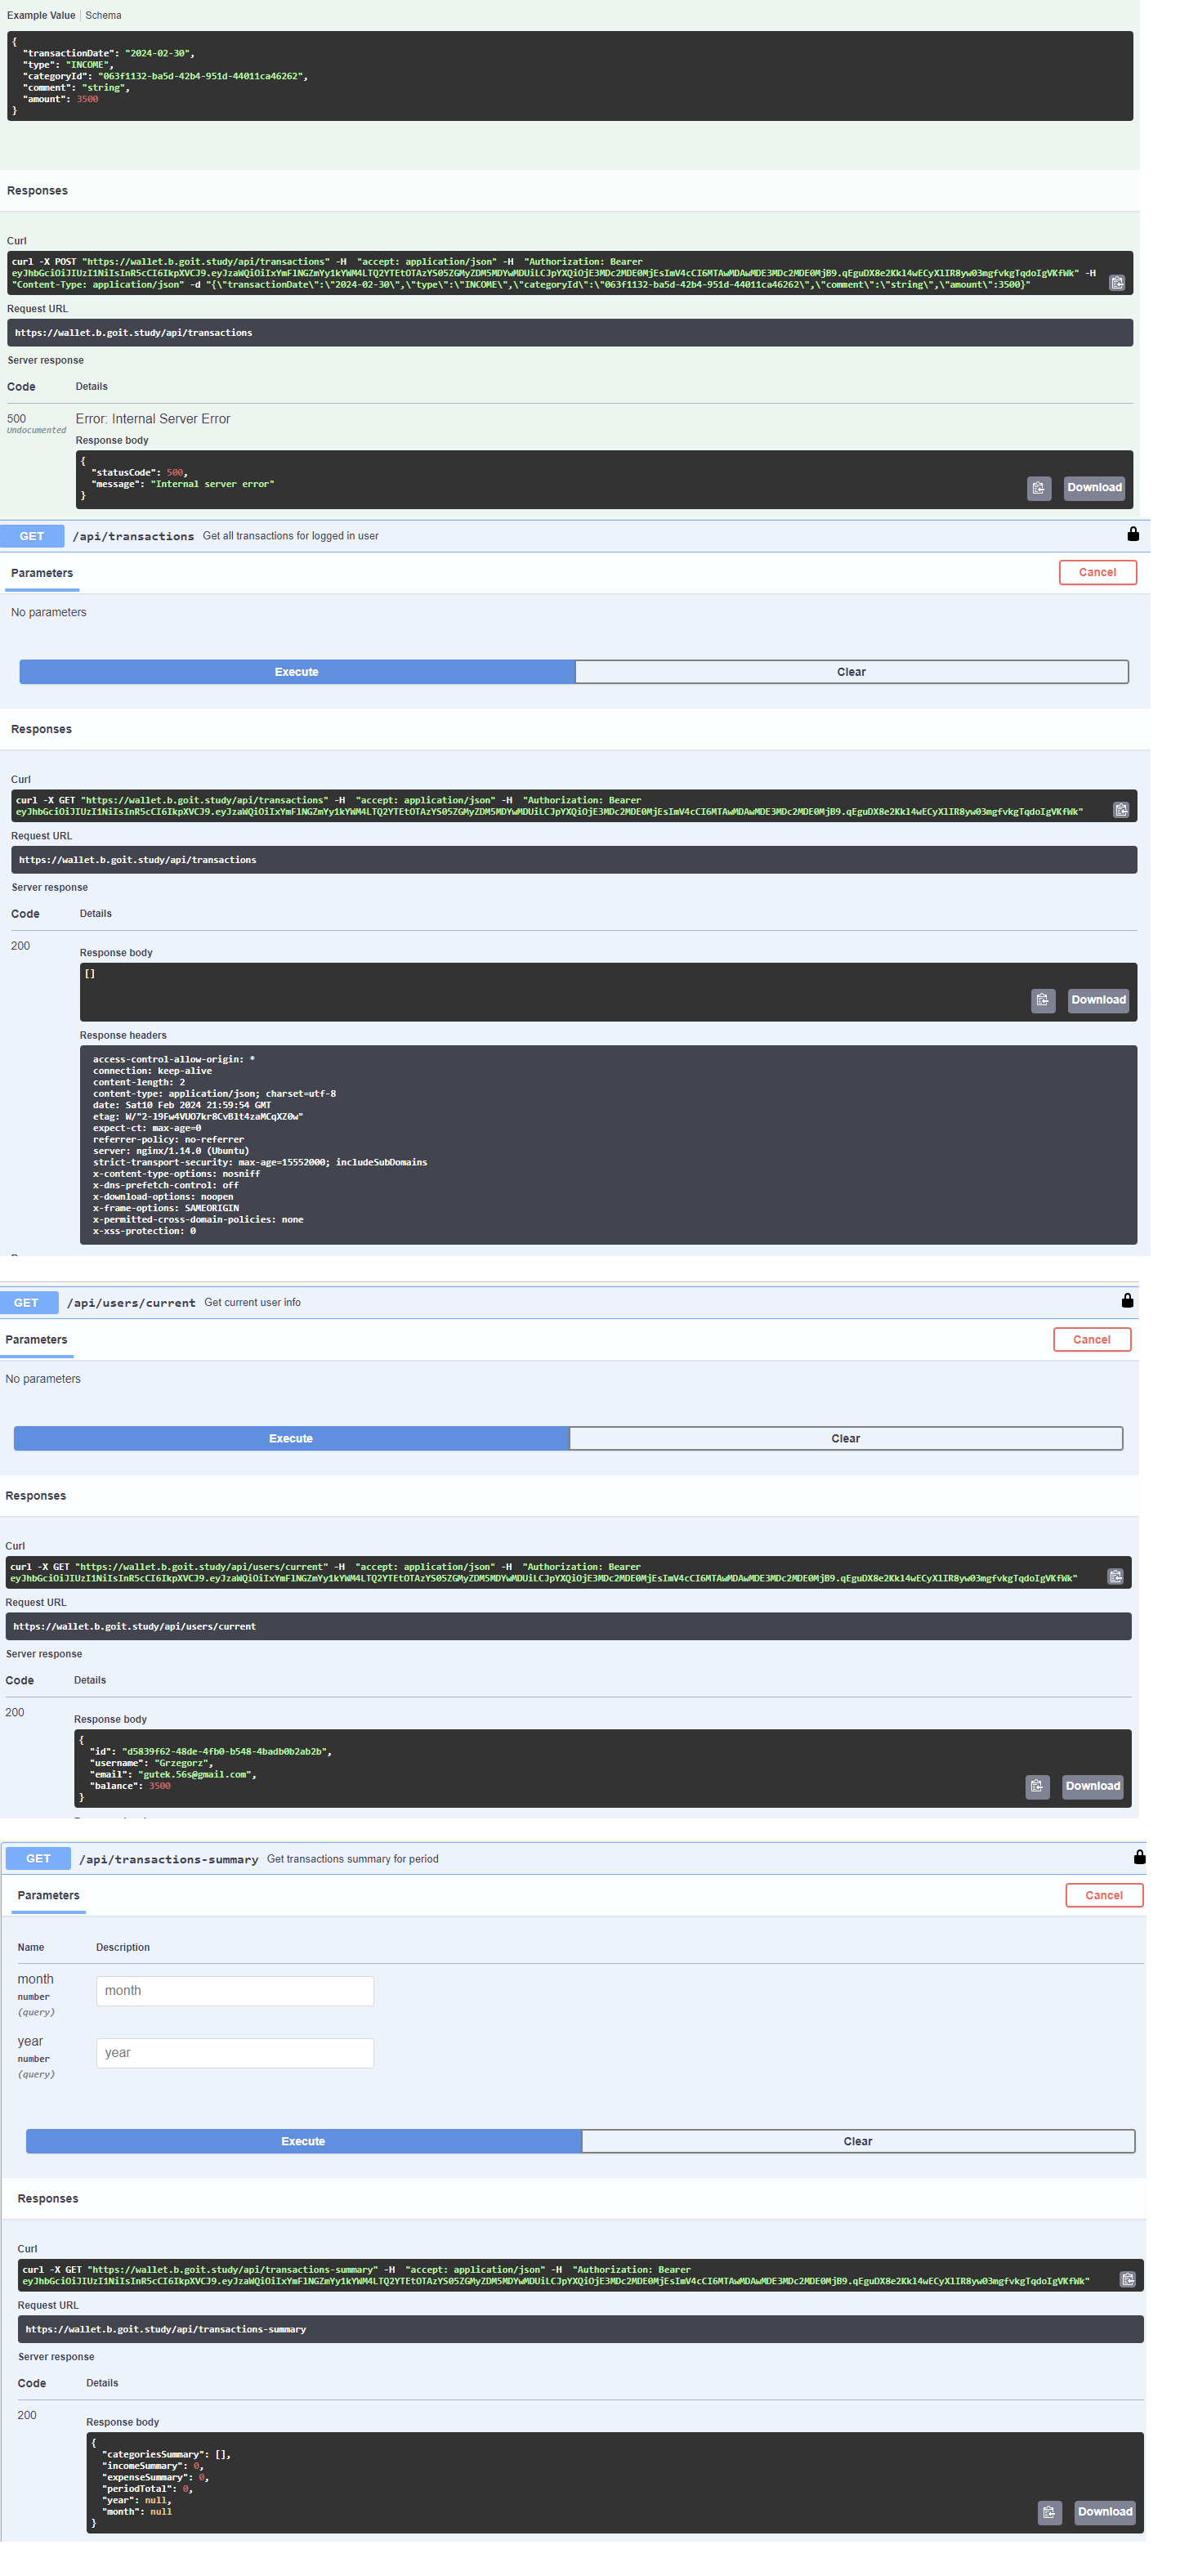 Example Value Schema
{
"transactionDate": "2024-02-30",
"type": "INCOME",
"categoryId": "063f1132-ba5d-42b4-951d-44011ca46262",
"comment": "string",
"amount": 3500
}
Responses
Curl
curl -X POST "https://wallet.b.goit.study/api/transactions" -H "accept: application/json" -H "Authorization: Bearer
-H
"Content-Type: application/json" -d "{\"transactionDate\":\"2024-02-30\",\"type\":\"INCOME\",\"categoryId\":\"063f1132-ba5d-42b4-951d-44011ca46262\",\"comment\":\"string\",\"amount\":3500}"
Request URL
https://wallet.b.goit.study/api/transactions
Server response
Code Details
500 Error: Internal Server Error
Undocumented
Response body
{
"statusCode": 500,
"message": "Internal server error"
}
Download
GET /api/transactions Get all transactions for logged in user
Parameters Cancel
No parameters
Execute Clear
Responses
Curl
curl -X GET "https://wallet.b.goit.study/api/transactions" -H "accept: application/json" -H "Authorization: Bearer
Request URL
https://wallet.b.goit.study/api/transactions
Server response
Code Details
200
Response body
[]
Download
Response headers
access-control-allow-origin: *
connection: keep-alive
content-length: 2
content-type: application/json; charset=utf-8
date: Sat10 Feb 2024 21:59:54 GMT
etag: W/"2-l9Fw4VUO7kr8CvBlt4zaMCqXZ0w"
expect-ct: max-age=0
referrer-policy: no-referrer
server: nginx/1.14.0 (Ubuntu)
strict-transport-security: max-age=15552000; includeSubDomains
x-content-type-options: nosniff
x-dns-prefetch-control: off
x-download-options: noopen
x-frame-options: SAMEORIGIN
x-permitted-cross-domain-policies: none
x-xss-protection: 0
GET /api/users/current Get current user info
Parameters Cancel
No parameters
Execute Clear
Responses
Curl
curl -X GET "https://wallet.b.goit.study/api/users/current" -H "accept: application/json" -H "Authorization: Bearer
Request URL
https://wallet.b.goit.study/api/users/current
Server response
Code Details
200
Response body
{
"id": "d5839f62-48de-4fb0-b548-4badb0b2ab2b",
"username": "Grzegorz",
"email": "gutek.56s@gmail.com",
"balance": 3500
}
Download
GET /api/transactions-summary Get transactions summary for period
Parameters Cancel
Name Description
month month
number
(query)
year year
number
(query)
Execute Clear
Responses
Curl
curl -X GET "https://wallet.b.goit.study/api/transactions-summary" -H "accept: application/json" -H "Authorization: Bearer
Request URL
https://wallet.b.goit.study/api/transactions-summary
Server response
Code Details
200
Response body
{
"categoriesSummary": [],
"incomeSummary": 0,
"expenseSummary": 0,
"periodTotal": 0,
"year": null,
"month": null
}
Download